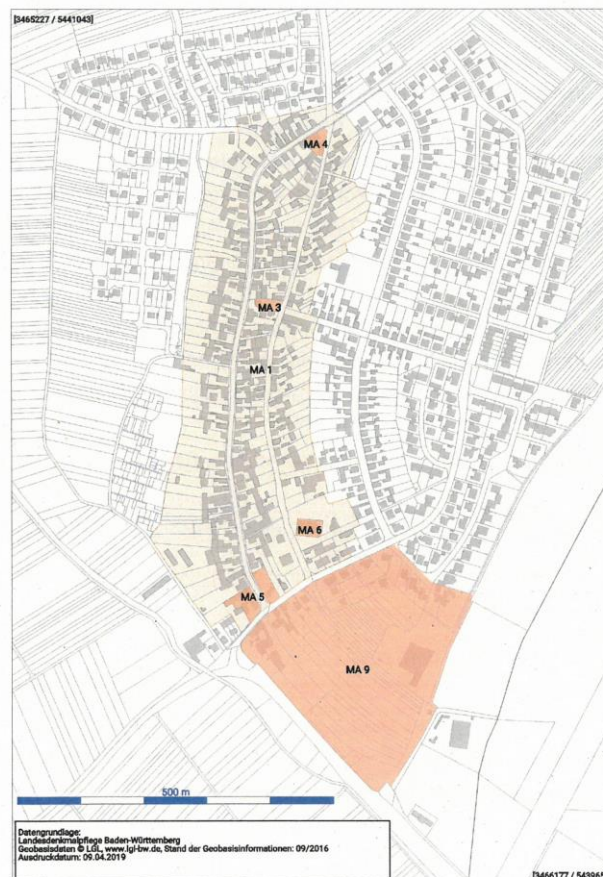 [3465227 / 5441043]
MA 4
MA 3
MA 1
MA 6
MA 5
MA 9
500 m
Datengrundlage:
Landesdenkmalpflege Baden-Württemberg
Geobasisdaten © LGL, www.lgl-bw.de, Stand der Geobasisinformationen: 09/2016
Ausdruckdatum: 09.04.2019